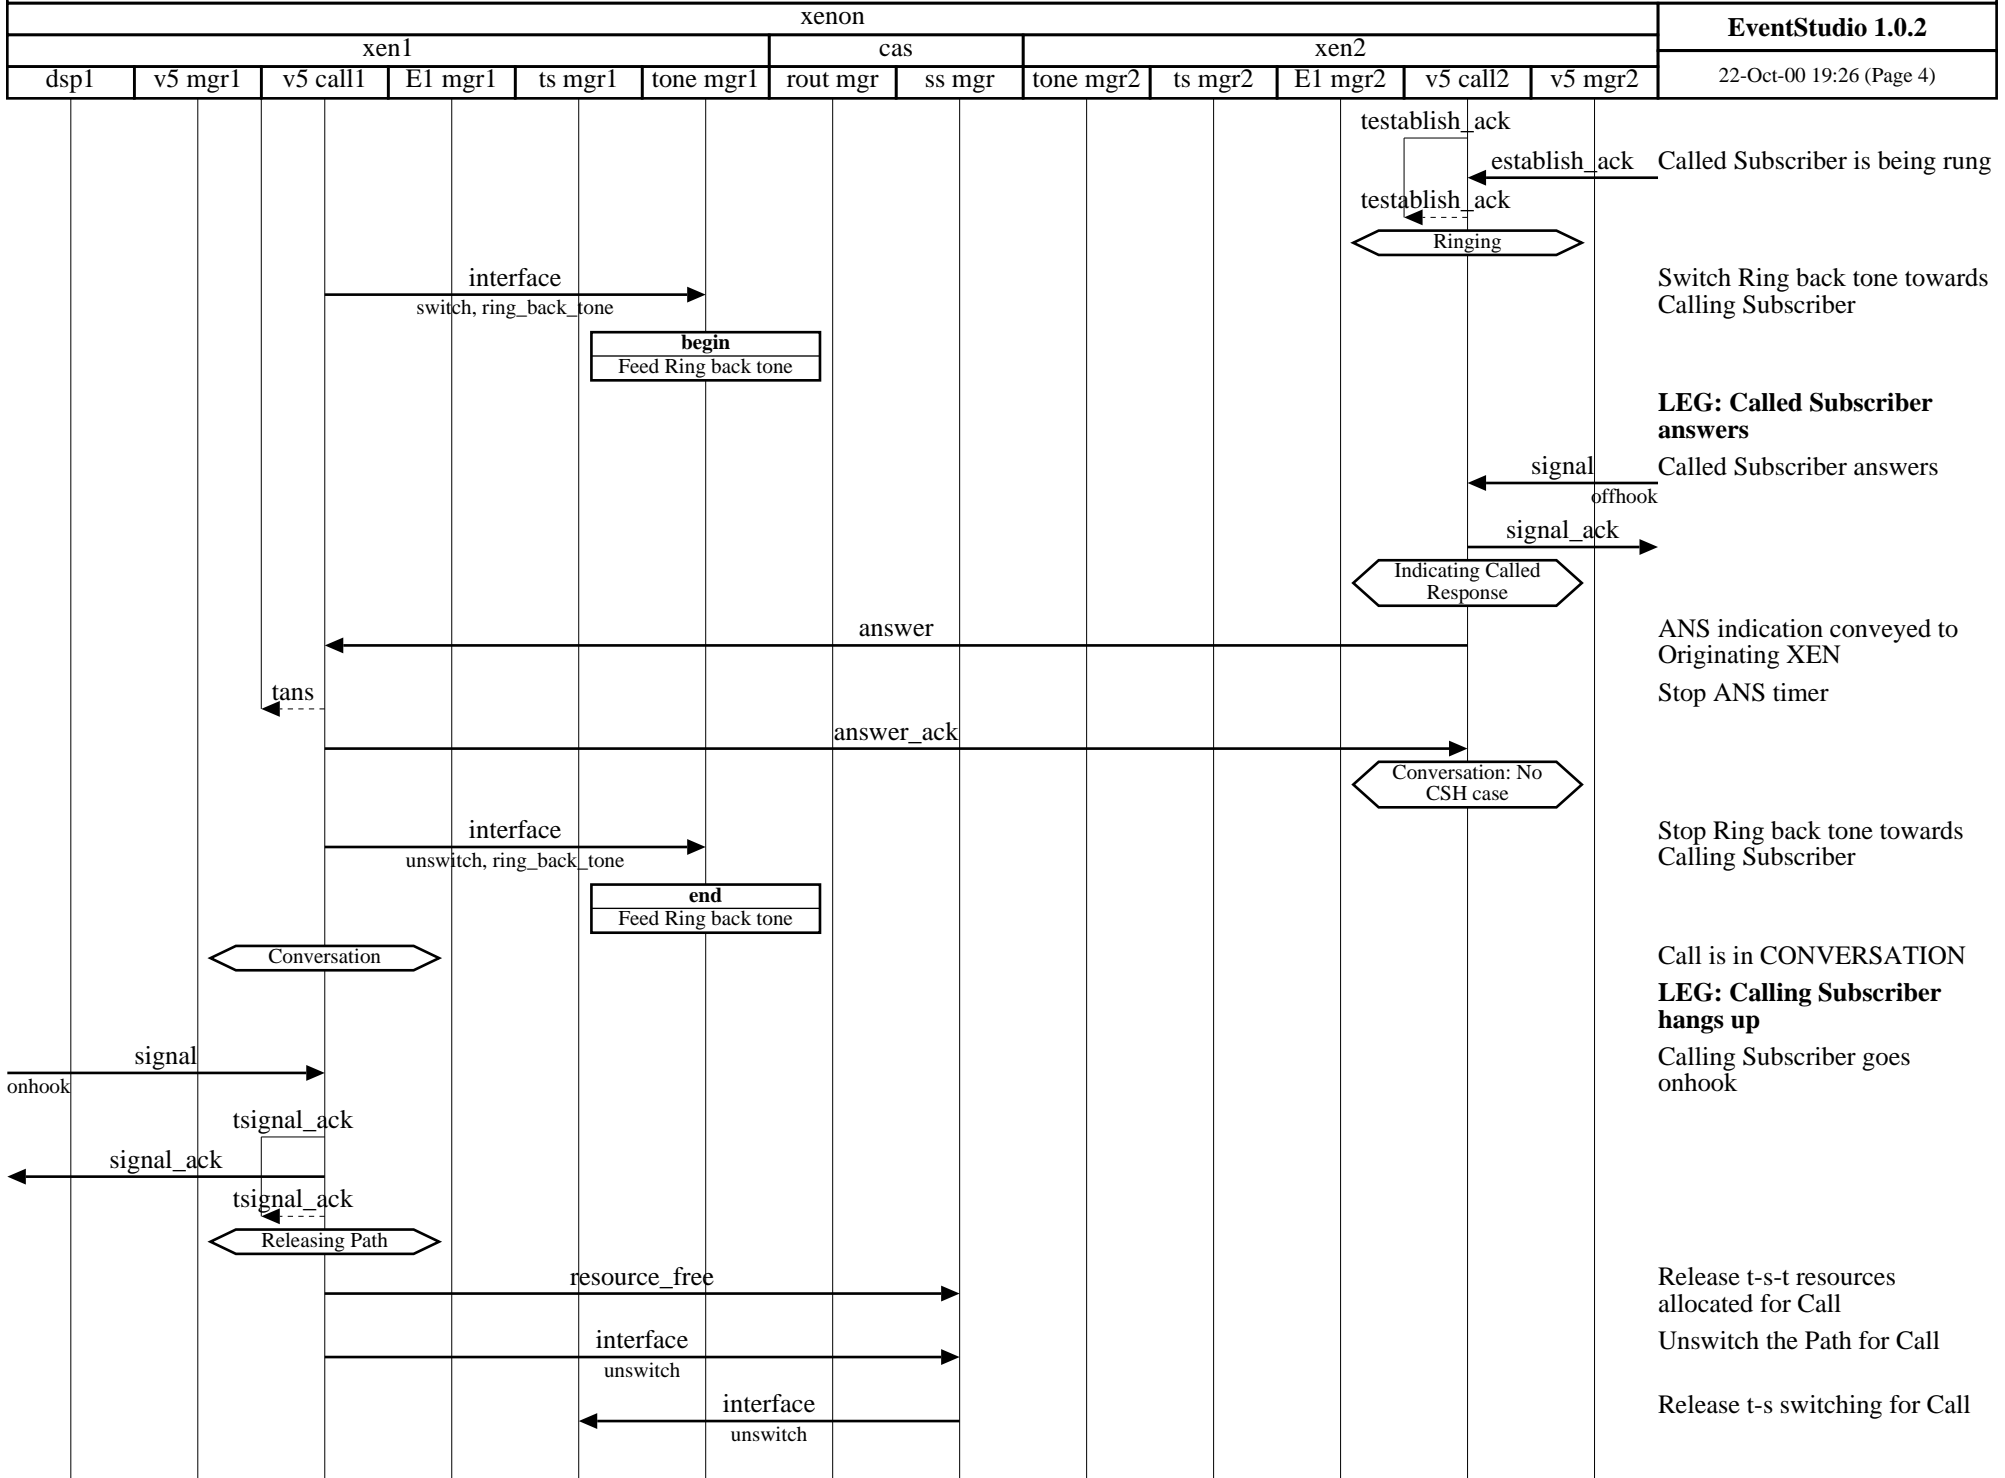 xenon
EventStudio 1.0.2
xen1
cas
xen2
22-Oct-00 19:26 (Page 4)
dsp1
v5 mgr1
v5 call1
E1 mgr1
ts mgr1
tone mgr1
rout mgr
ss mgr
tone mgr2
ts mgr2
E1 mgr2
v5 call2
v5 mgr2
testablish_ack
establish_ack
Called Subscriber is being rung
testablish_ack
Ringing
interface
switch, ring_back_tone
Switch Ring back tone towards
Calling Subscriber
begin
Feed Ring back tone
LEG: Called Subscriber
answers
signal
offhook
Called Subscriber answers
signal_ack
Indicating Called
Response
answer
ANS indication conveyed to
Originating XEN
tans
Stop ANS timer
answer_ack
Conversation: No
CSH case
interface
unswitch, ring_back_tone
Stop Ring back tone towards
Calling Subscriber
end
Feed Ring back tone
Conversation
Call is in CONVERSATION
LEG: Calling Subscriber
hangs up
signal
onhook
Calling Subscriber goes
onhook
tsignal_ack
signal_ack
tsignal_ack
Releasing Path
resource_free
Release t-s-t resources
allocated for Call
interface
unswitch
Unswitch the Path for Call
interface
unswitch
Release t-s switching for Call